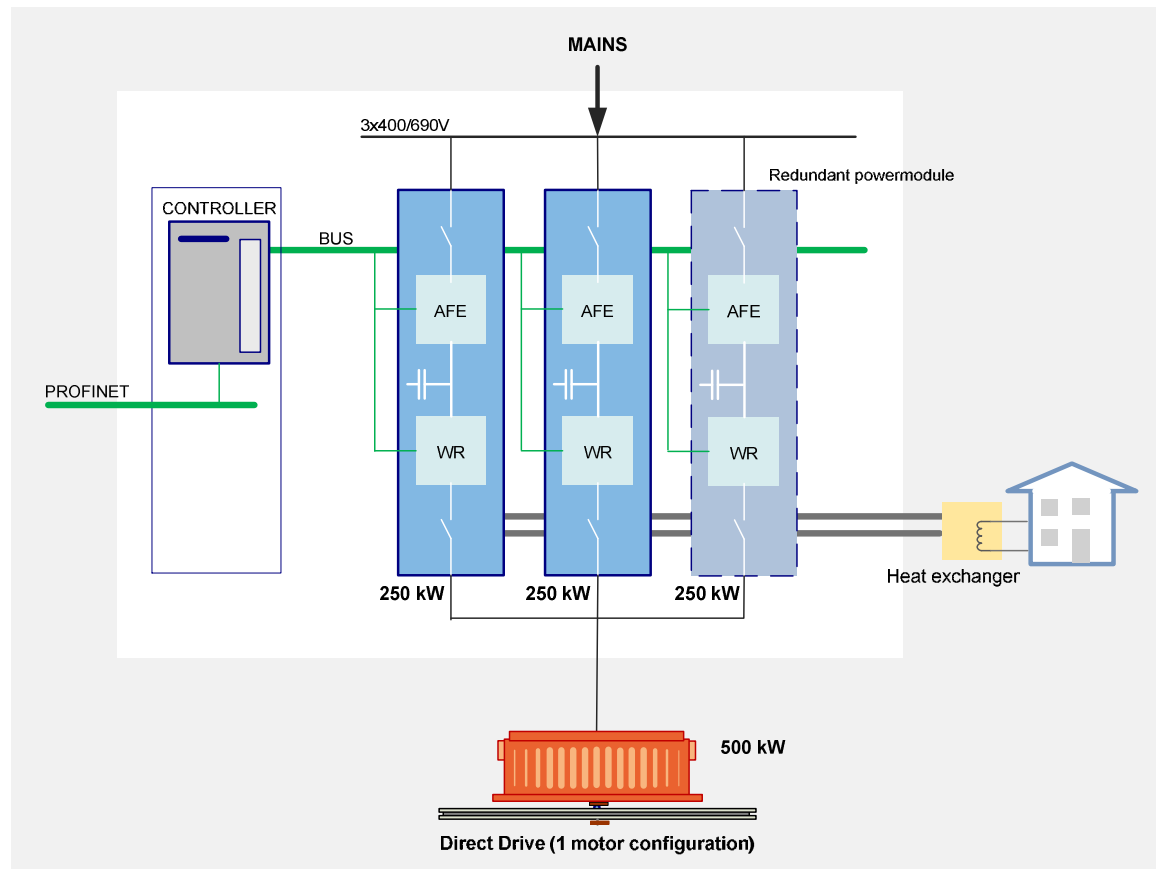 MAINS
3x400/690V
Redundant powermodule
CONTROLLER
BUS
AFE
AFE
AFE
PROFINET
WR
WR
WR
Heat exchanger
250 kW
250 kW
250 kW
500 kW
Direct Drive (1 motor configuration)